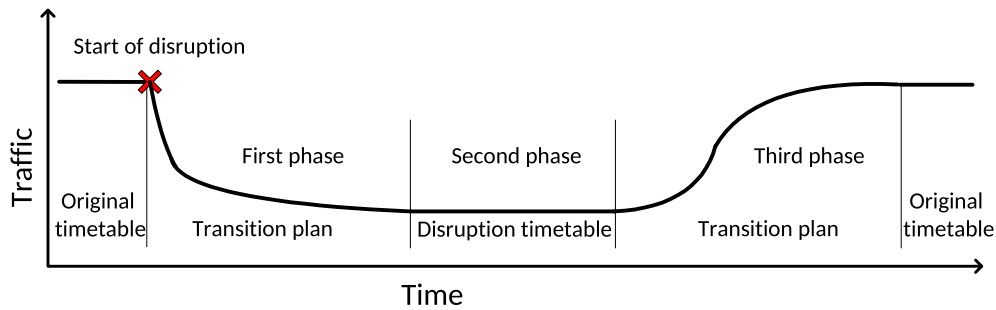 Start of disruption
Traffic
First phase
Second phase
Third phase
Original
timetable
Transition plan
Disruption timetable
Transition plan
Original
timetable
Time